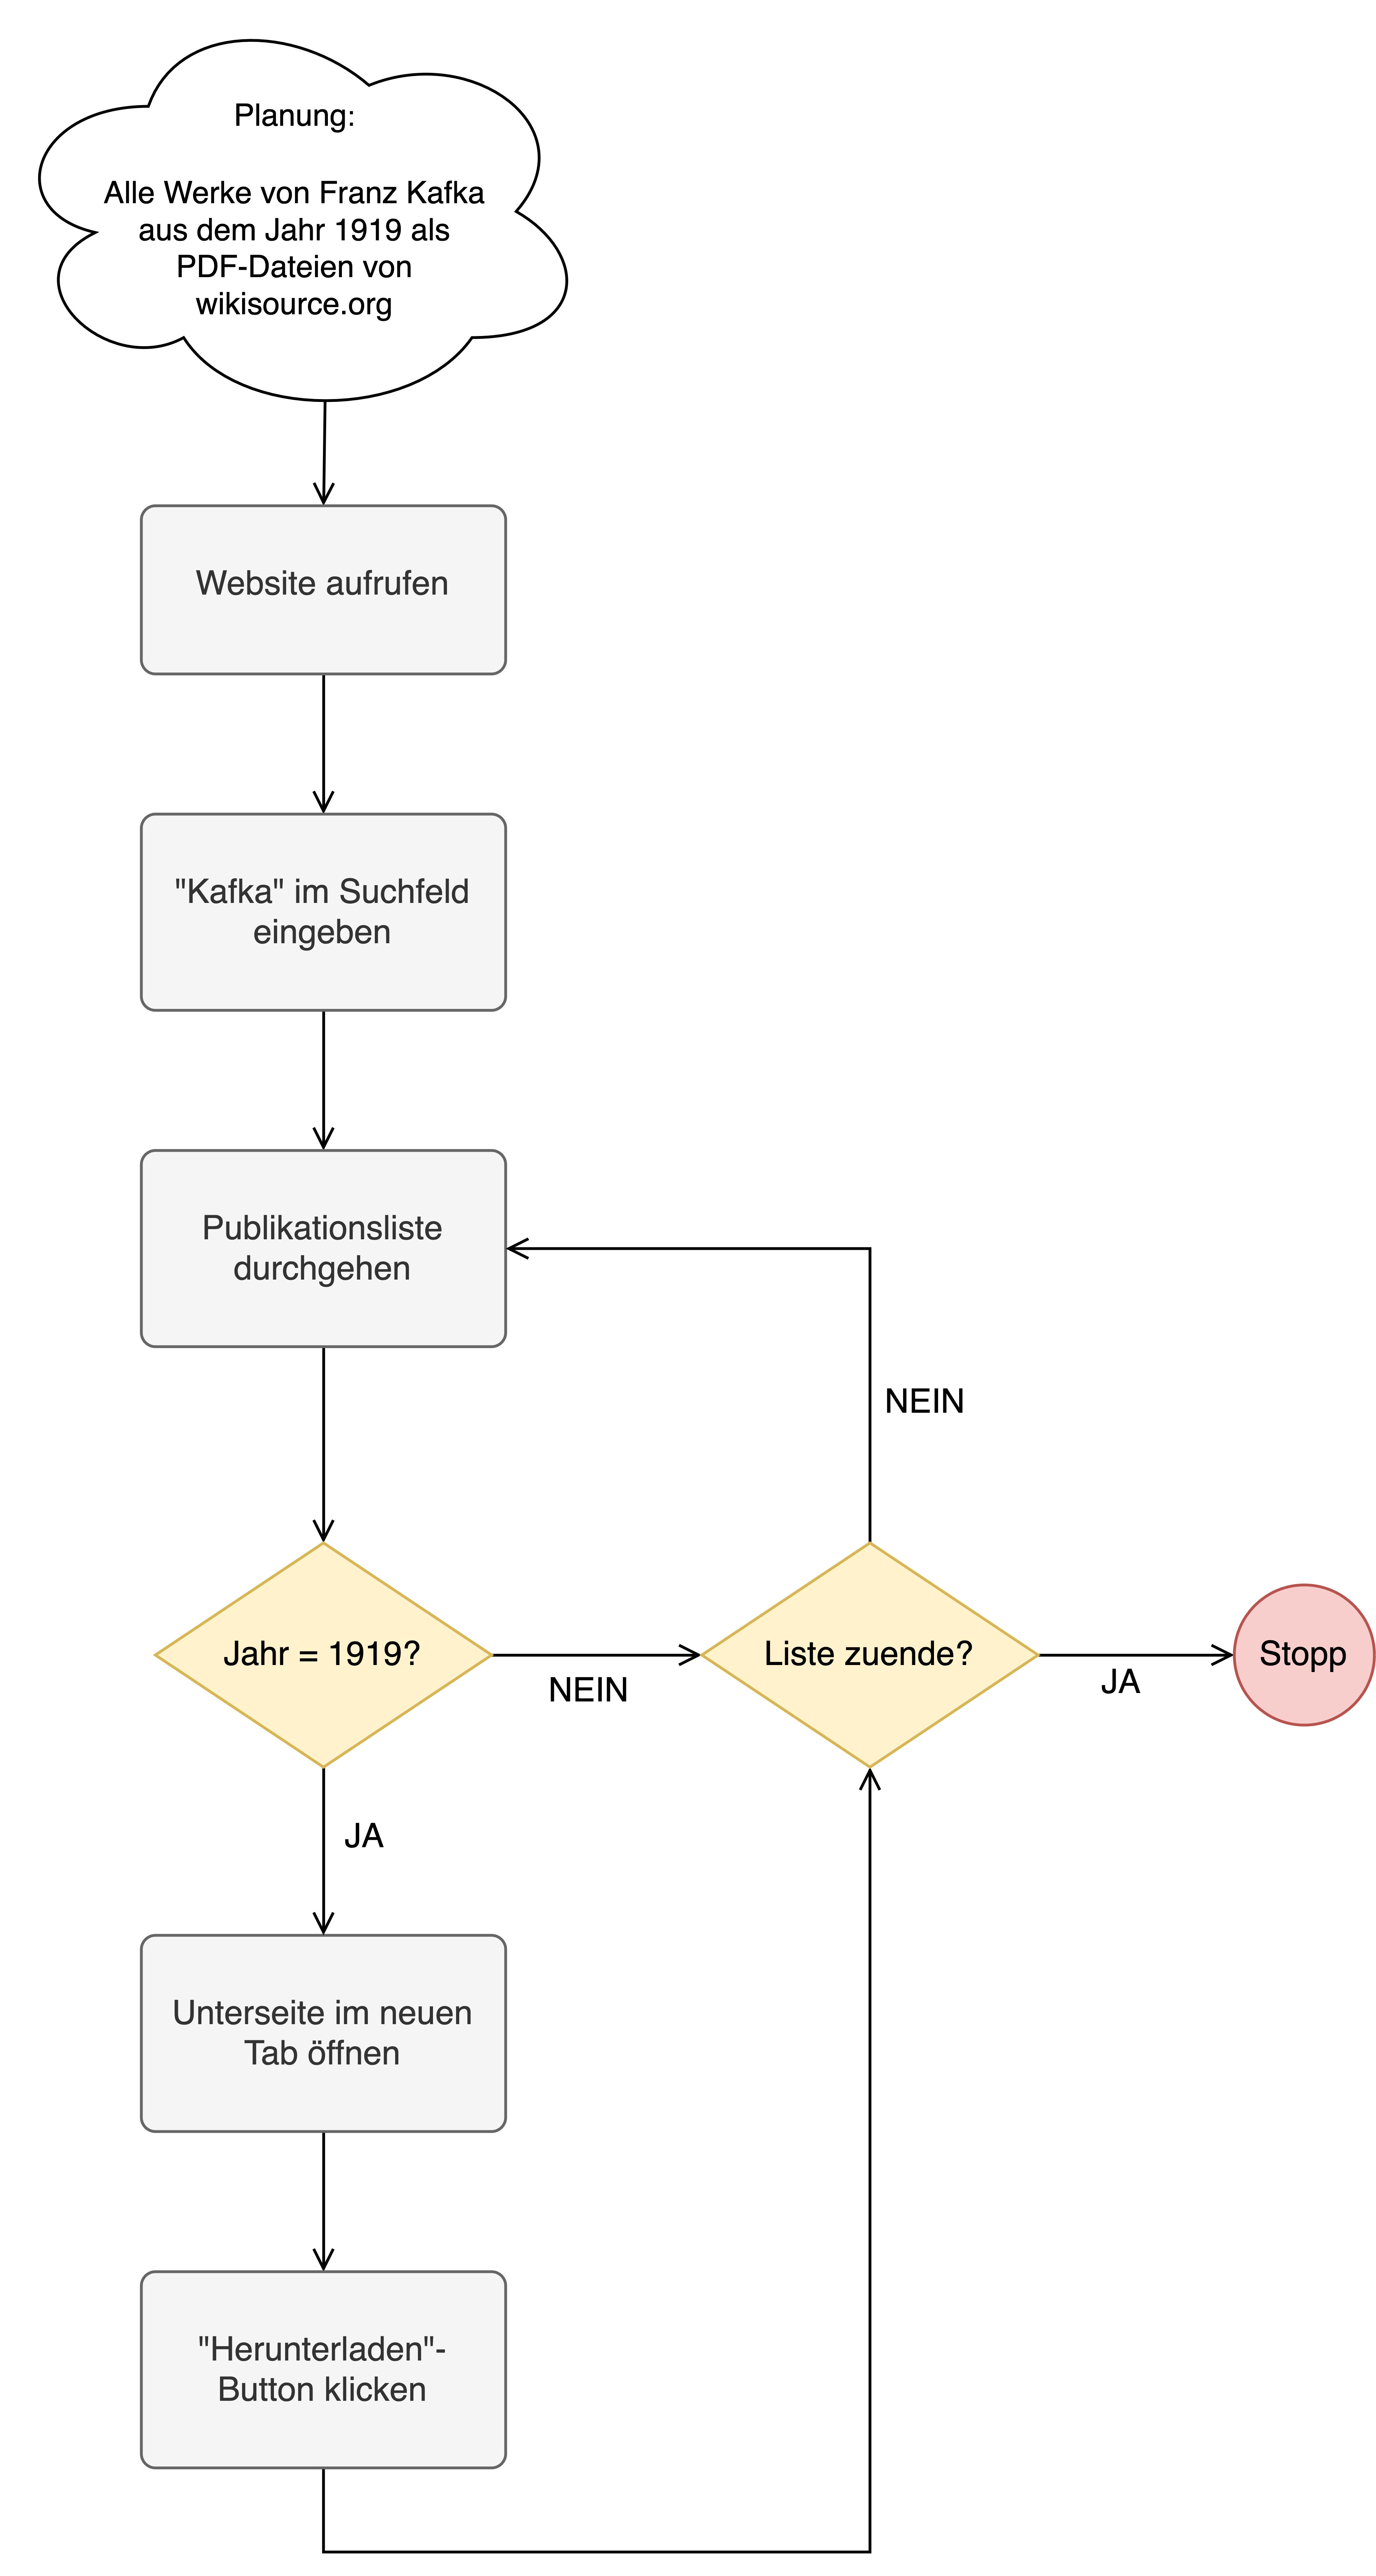 Planung:
Alle Werke von Franz Kafka
aus dem Jahr 1919 als
PDF-Dateien von
wikisource.org
Website aufrufen
"Kafka" im Suchfeld
eingeben
Publikationsliste
durchgehen
NEIN
Jahr = 1919?
NEIN
Liste zuende?
JA
Stopp
JA
Unterseite im neuen
Tab öffnen
"Herunterladen"-
Button klicken